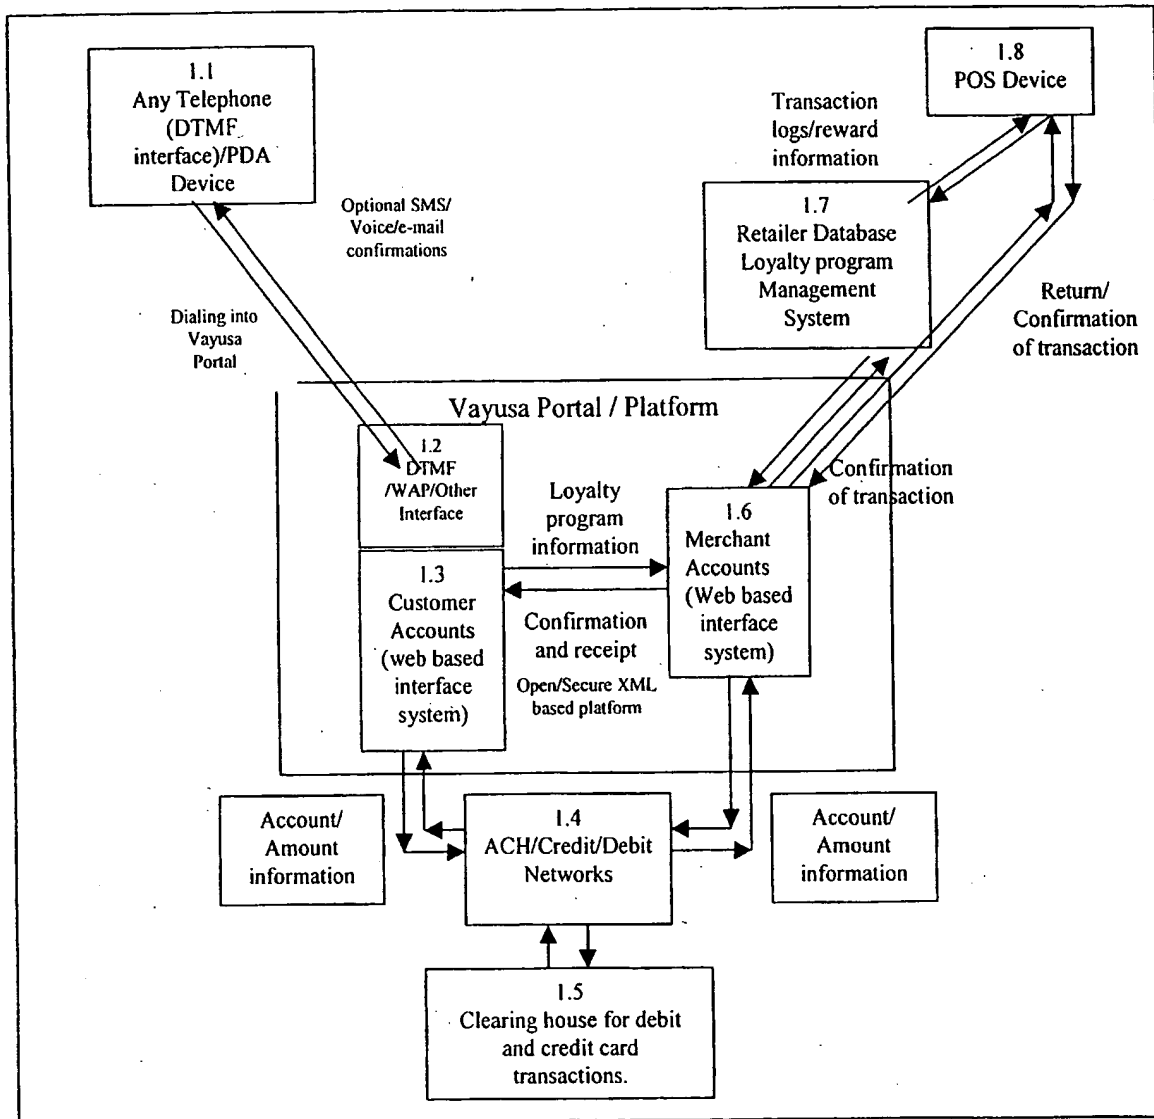 1.1
Any Telephone
(DTMF
interface)/PDA
Device
1.8
POS Device
Transaction
logs/reward
information
Optional SMS/
Voice/e-mail
confirmations
1.7
Retailer Database
Loyalty program
Management
System
Dialing into
Vayusa
Portal
Return/
Confirmation
of transaction
Vayusa Portal / Platform
1.2
DTMF
/WAP/Other
Interface
Loyalty
program
information
Confirmation
of transaction
1.6
Merchant
Accounts
(Web based
interface
system)
1.3
Customer
Accounts
(web based
interface
system)
Confirmation
and receipt
Open/Secure XML
based platform
Account/
Amount
information
1.4
ACH/Credit/Debit
Networks
Account/
Amount
information
1.5
Clearing house for debit
and credit card
transactions.